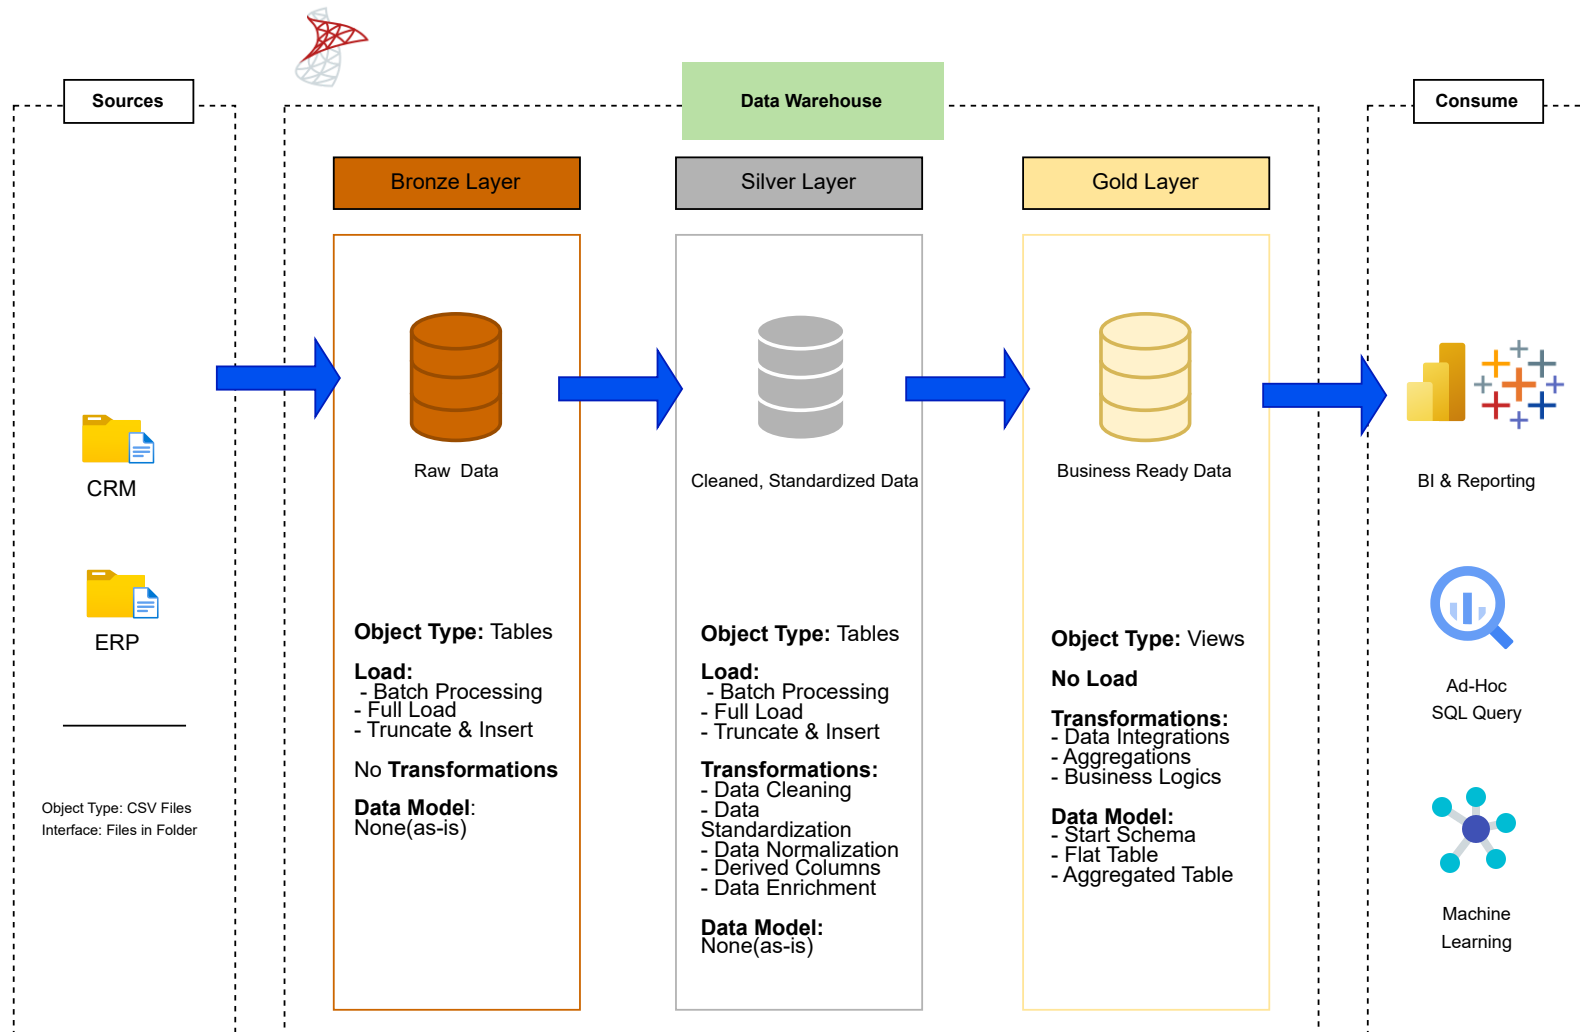 Sources
CRM
ERP
Object Type: CSV Files
Interface: Files in Folder
Data Warehouse
Bronze Layer
Raw  Data
Object Type: Tables
Load:
- Batch Processing
- Full Load
- Truncate & Insert
No Transformations
Data Model:
None(as-is)
Silver Layer
Cleaned, Standardized Data
Object Type: Tables
Load:
- Batch Processing
- Full Load
- Truncate & Insert
Transformations:
- Data Cleaning
- Data
Standardization
- Data Normalization
- Derived Columns
- Data Enrichment
Data Model:
None(as-is)
Gold Layer
Business Ready Data
Object Type: Views
No Load
Transformations:
- Data Integrations
- Aggregations
- Business Logics
Data Model:
- Start Schema
- Flat Table
- Aggregated Table
Consume
BI & Reporting
Ad-Hoc
SQL Query
Machine
Learning